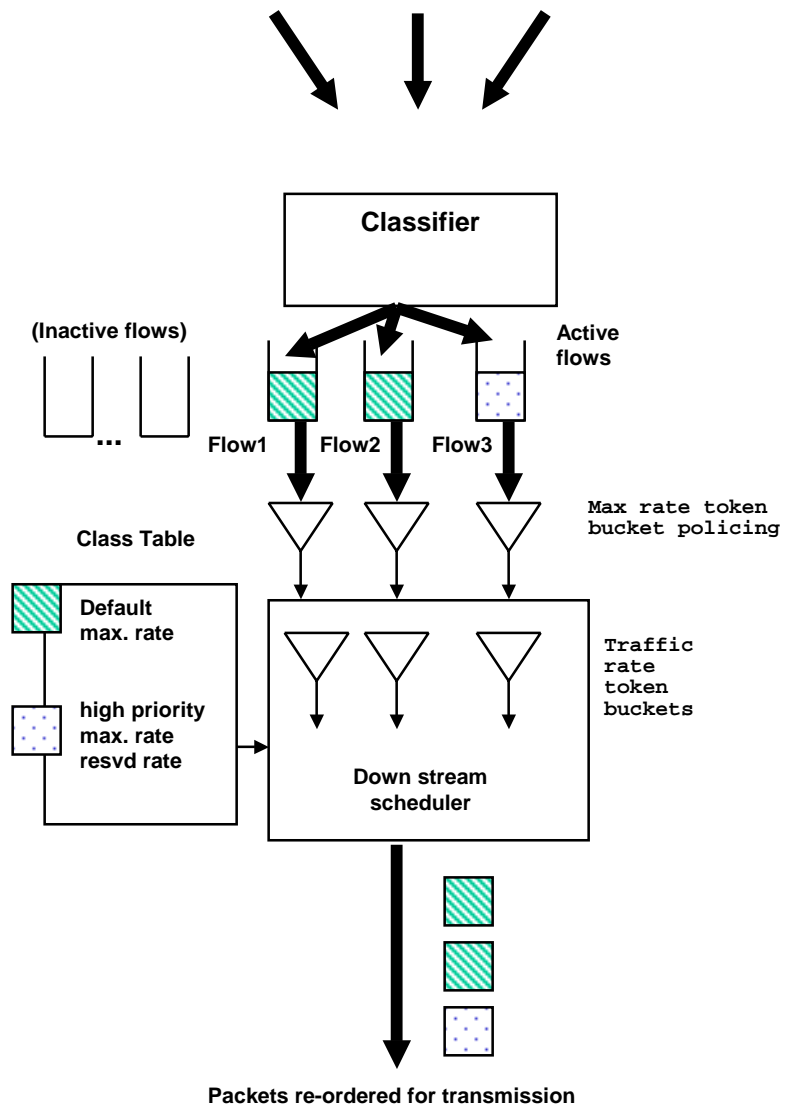 Classifier
(Inactive flows)
Active
flows
...
Flow1
Flow2
Flow3
Max rate token
bucket policing
Class Table
Default
max. rate
high priority
max. rate
resvd rate
Traffic
rate
token
buckets
Down stream
scheduler
Packets re-ordered for transmission